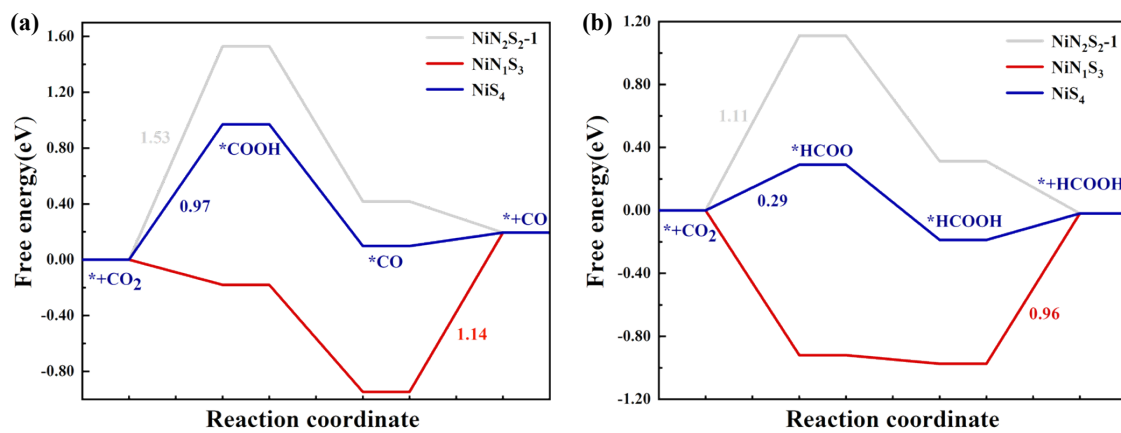 (a)
Free energy(eV)
1.60
1.20
0.80
0.40
0.00
-0.40
-0.80
NiN₂S₂-1
NiN₁S₃
NiS₄
1.53
*COOH
0.97
*+CO₂
*CO
*+CO
1.14
Reaction coordinate
(b)
Free energy(eV)
1.20
0.80
0.40
0.00
-0.40
-0.80
-1.20
NiN₂S₂-1
NiN₁S₃
NiS₄
1.11
*HCOO
*+HCOOH
0.29
*+CO₂
*HCOOH
0.96
Reaction coordinate